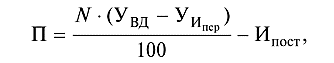 П = N · (У_ВД − У_И_пер) / 100 − И_пост,